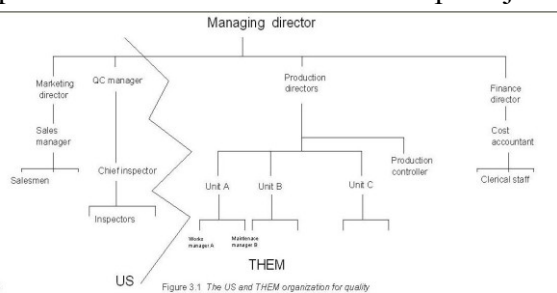 Managing director
Marketing
director
QC manager
Production
directors
Finance
director
Sales
manager
Cost
accountant
Salesmen
Chief inspector
Production
controller
Clerical staff
Unit A
Unit B
Unit C
Inspectors
Works
manager A
Maintenace
manager B
THEM
US
Figure 3.1 The US and THEM organization for quality